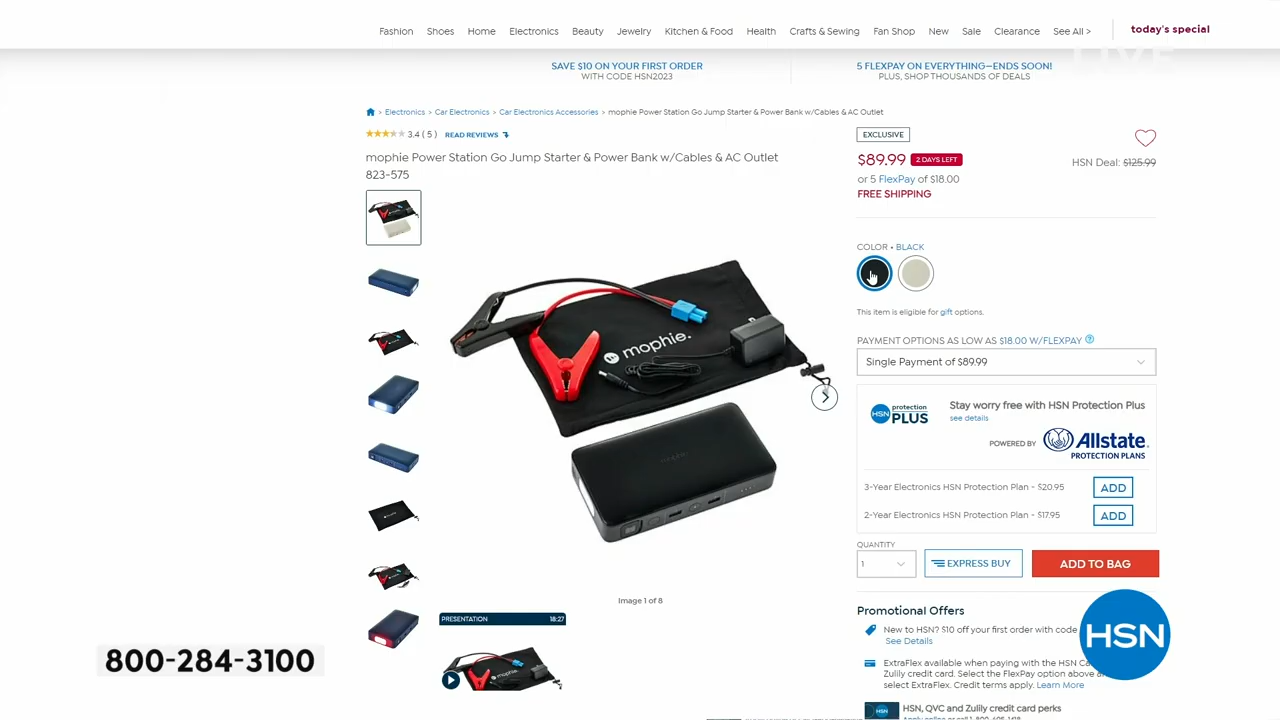 Fashion Shoes Home Electronics Beauty Jewelry Kitchen & Food Health Crafts & Sewing Fan Shop New Sale Clearance See All > today's special
LIVE
SAVE $10 ON YOUR FIRST ORDER
WITH CODE HSN2023
5 FLEXPAY ON EVERYTHING—ENDS SOON!
PLUS, SHOP THOUSANDS OF DEALS
> Electronics > Car Electronics > Car Electronics Accessories > mophie Power Station Go Jump Starter & Power Bank w/Cables & AC Outlet
3.4 ( 5 ) READ REVIEWS
mophie Power Station Go Jump Starter & Power Bank w/Cables & AC Outlet
823-575
mophie.
Image 1 of 8
PRESENTATION 18:27
mophie.
800-284-3100
EXCLUSIVE
$89.99 2 DAYS LEFT
HSN Deal: $125.99
or 5 FlexPay of $18.00
FREE SHIPPING
COLOR • BLACK
This item is eligible for gift options.
PAYMENT OPTIONS AS LOW AS $18.00 W/FLEXPAY ?
Single Payment of $89.99
HSN protection PLUS
Stay worry free with HSN Protection Plus
see details
POWERED BY Allstate.
PROTECTION PLANS
3-Year Electronics HSN Protection Plan - $20.95 ADD
2-Year Electronics HSN Protection Plan - $17.95 ADD
QUANTITY
1 EXPRESS BUY ADD TO BAG
Promotional Offers
New to HSN? $10 off your first order with code
See Details
HSN
ExtraFlex available when paying with the HSN Ca
Zulily credit card. Select the FlexPay option above a
select ExtraFlex. Credit terms apply. Learn More
HSN HSN, QVC and Zulily credit card perks